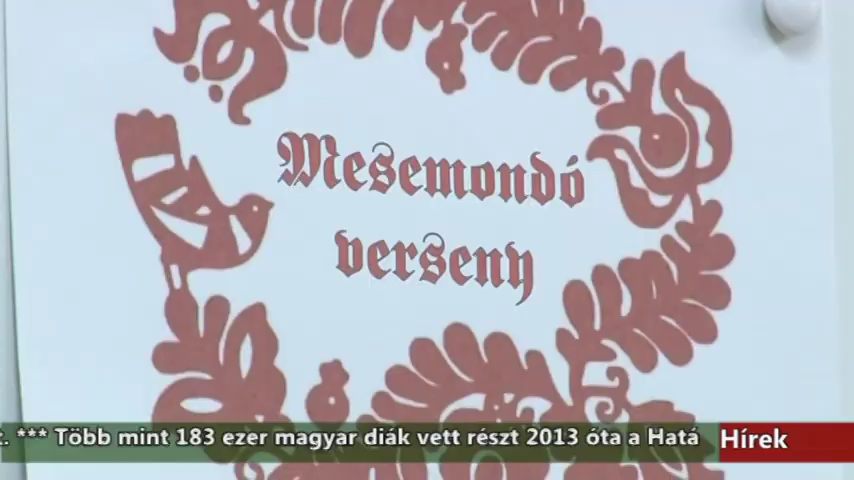 Mesemondó
verseny
t. *** Több mint 183 ezer magyar diák vett részt 2013 óta a Hatá
Hírek